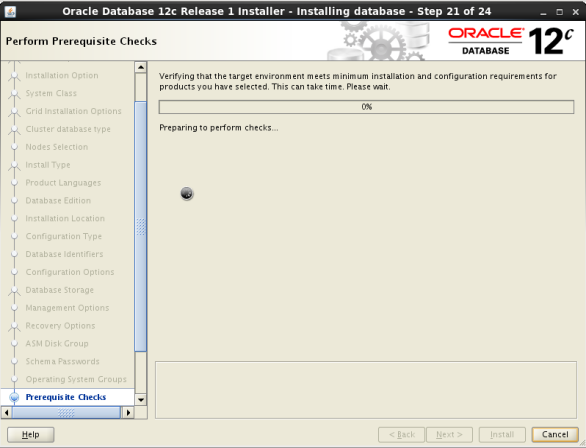 Oracle Database 12c Release 1 Installer - Installing database - Step 21 of 24
Perform Prerequisite Checks
ORACLE
DATABASE
12c
Installation Option
System Class
Grid Installation Options
Cluster database type
Nodes Selection
Install Type
Product Languages
Database Edition
Installation Location
Configuration Type
Database Identifiers
Configuration Options
Database Storage
Management Options
Recovery Options
ASM Disk Group
Schema Passwords
Operating System Groups
Prerequisite Checks
Verifying that the target environment meets minimum installation and configuration requirements for
products you have selected. This can take time. Please wait.
0%
Preparing to perform checks...
Help
< Back
Next >
Install
Cancel